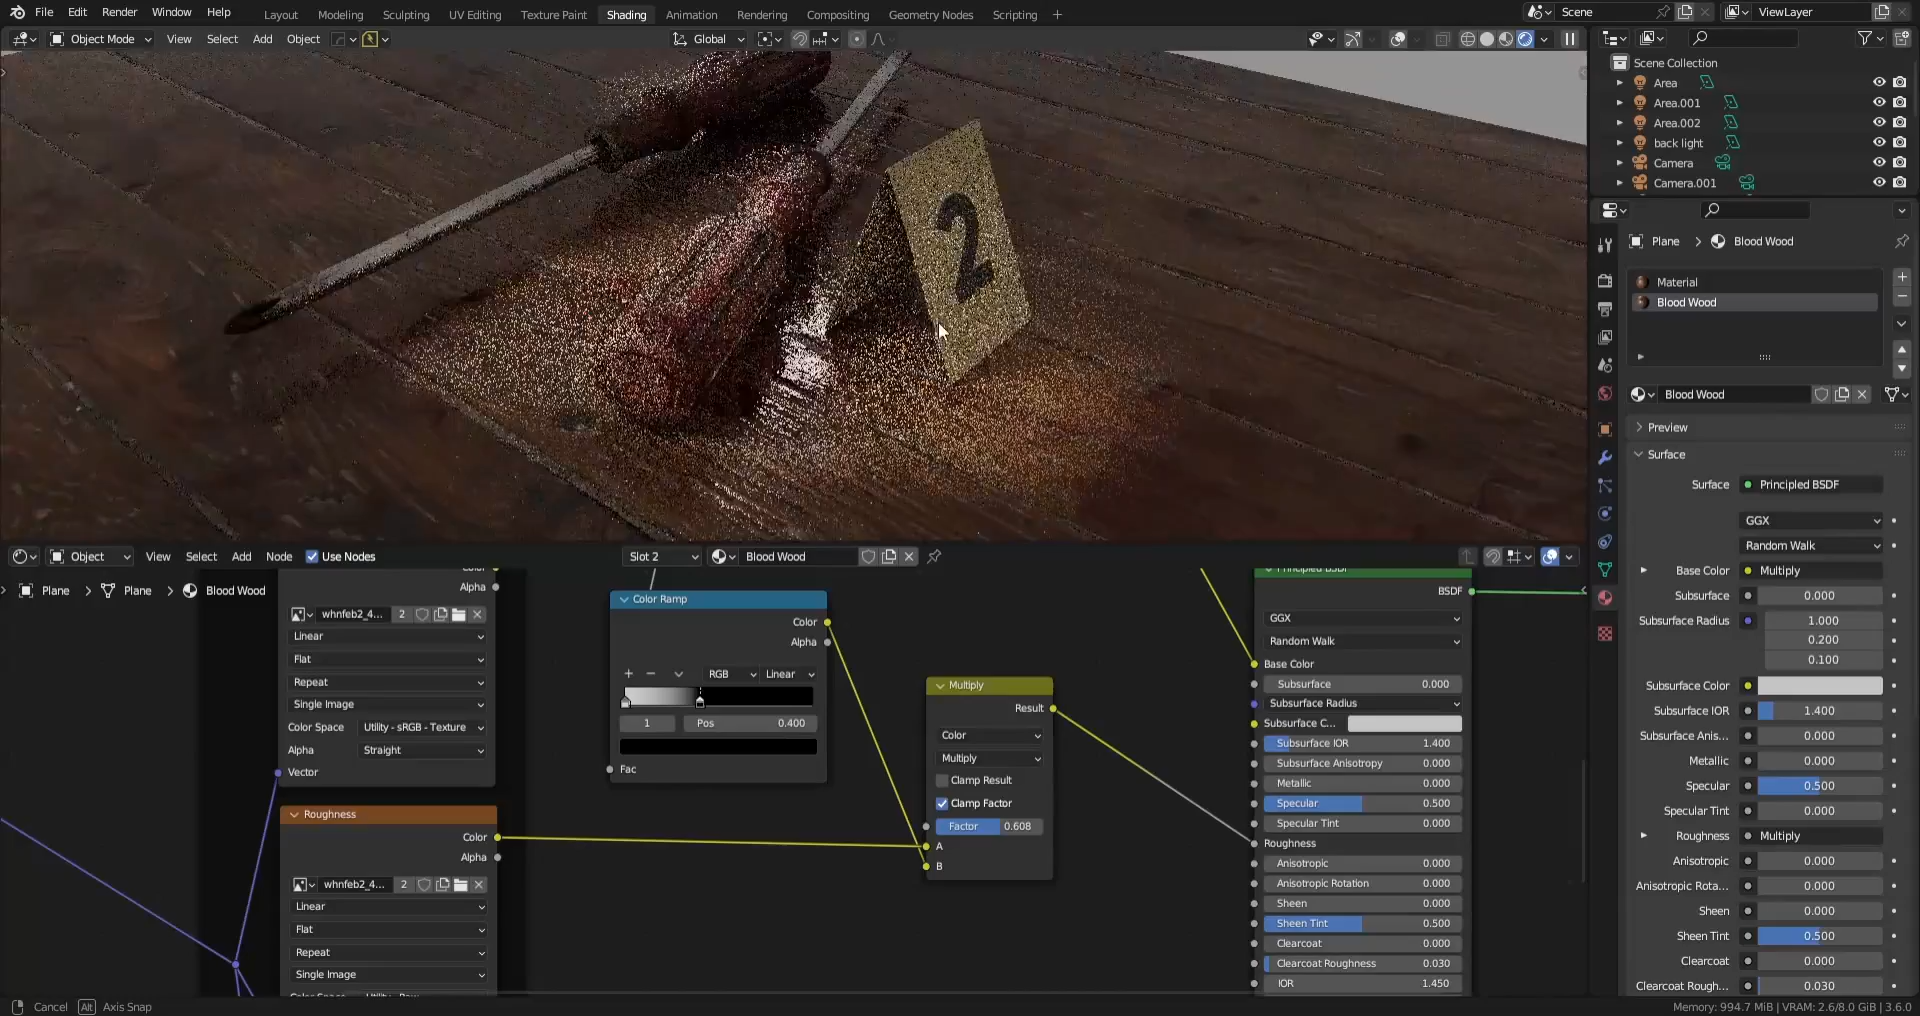 File Edit Render Window Help Layout Modeling Sculpting UV Editing Texture Paint Shading Animation Rendering Compositing Geometry Nodes Scripting + Scene ViewLayer
Object Mode View Select Add Object Global
Scene Collection
Area
Area.001
Area.002
back light
Camera
Camera.001
2
Plane > Blood Wood
Material
Blood Wood
Blood Wood
Preview
Surface
Surface Principled BSDF
GGX
Random Walk
Base Color Multiply
Subsurface 0.000
Subsurface Radius 1.000
0.200
0.100
Subsurface Color
Subsurface IOR 1.400
Subsurface Anis... 0.000
Metallic 0.000
Specular 0.500
Specular Tint 0.000
Roughness Multiply
Anisotropic 0.000
Anisotropic Rota... 0.000
Sheen 0.000
Sheen Tint 0.500
Clearcoat 0.000
Clearcoat Rough... 0.030
Object View Select Add Node Use Nodes Slot 2 Blood Wood
Plane > Plane > Blood Wood
Color
Alpha
whnfeb2_4... 2
Linear
Flat
Repeat
Single Image
Color Space Utility - sRGB - Texture
Alpha Straight
Vector
Roughness
Color
Alpha
whnfeb2_4... 2
Linear
Flat
Repeat
Single Image
Color Ramp
Color
Alpha
RGB Linear
1 Pos 0.400
Fac
Multiply
Result
Color
Multiply
Clamp Result
Clamp Factor
Factor 0.608
A
B
Principled BSDF
BSDF
GGX
Random Walk
Base Color
Subsurface 0.000
Subsurface Radius
Subsurface C...
Subsurface IOR 1.400
Subsurface Anisotropy 0.000
Metallic 0.000
Specular 0.500
Specular Tint 0.000
Roughness
Anisotropic 0.000
Anisotropic Rotation 0.000
Sheen 0.000
Sheen Tint 0.500
Clearcoat 0.000
Clearcoat Roughness 0.030
IOR 1.450
Cancel Alt Axis Snap
Memory: 994.7 MiB | VRAM: 2.6/8.0 GiB | 3.6.0